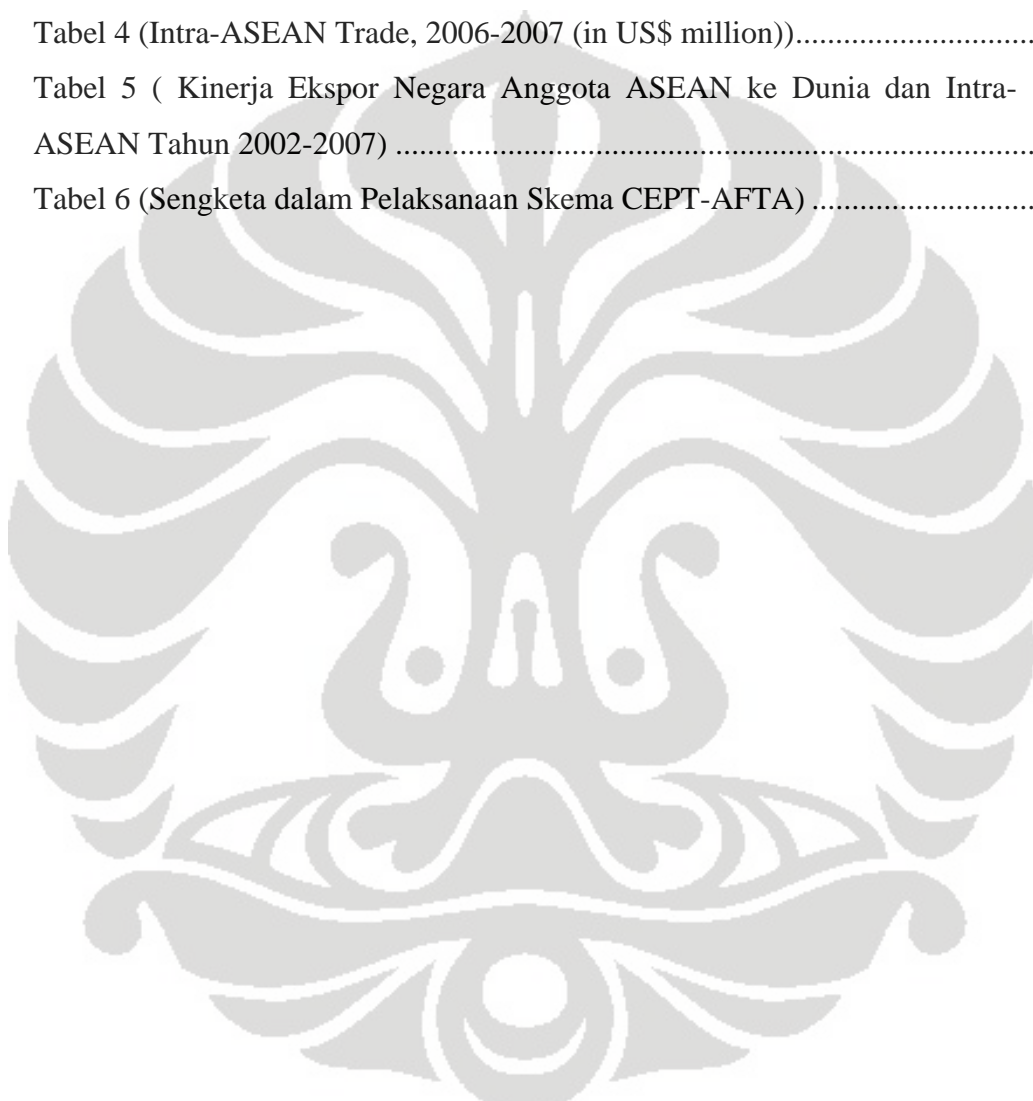 Tabel 4 (Intra-ASEAN Trade, 2006-2007 (in US$ million))..............................
Tabel 5 ( Kinerja Ekspor Negara Anggota ASEAN ke Dunia dan Intra-
ASEAN Tahun 2002-2007) ................................................................................
Tabel 6 (Sengketa dalam Pelaksanaan Skema CEPT-AFTA) ............................